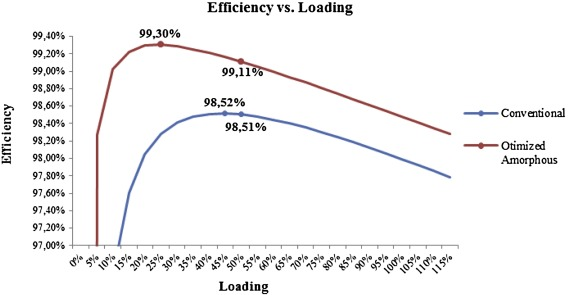 Efficiency vs. Loading
99,40%
99,20%
99,00%
98,80%
98,60%
98,40%
98,20%
98,00%
97,80%
97,60%
97,40%
97,20%
97,00%
Efficiency
99,30%
99,11%
98,52%
98,51%
0% 5% 10% 15% 20% 25% 30% 35% 40% 45% 50% 55% 60% 65% 70% 75% 80% 85% 90% 95% 100% 105% 110% 115%
Loading
Conventional
Otimized
Amorphous